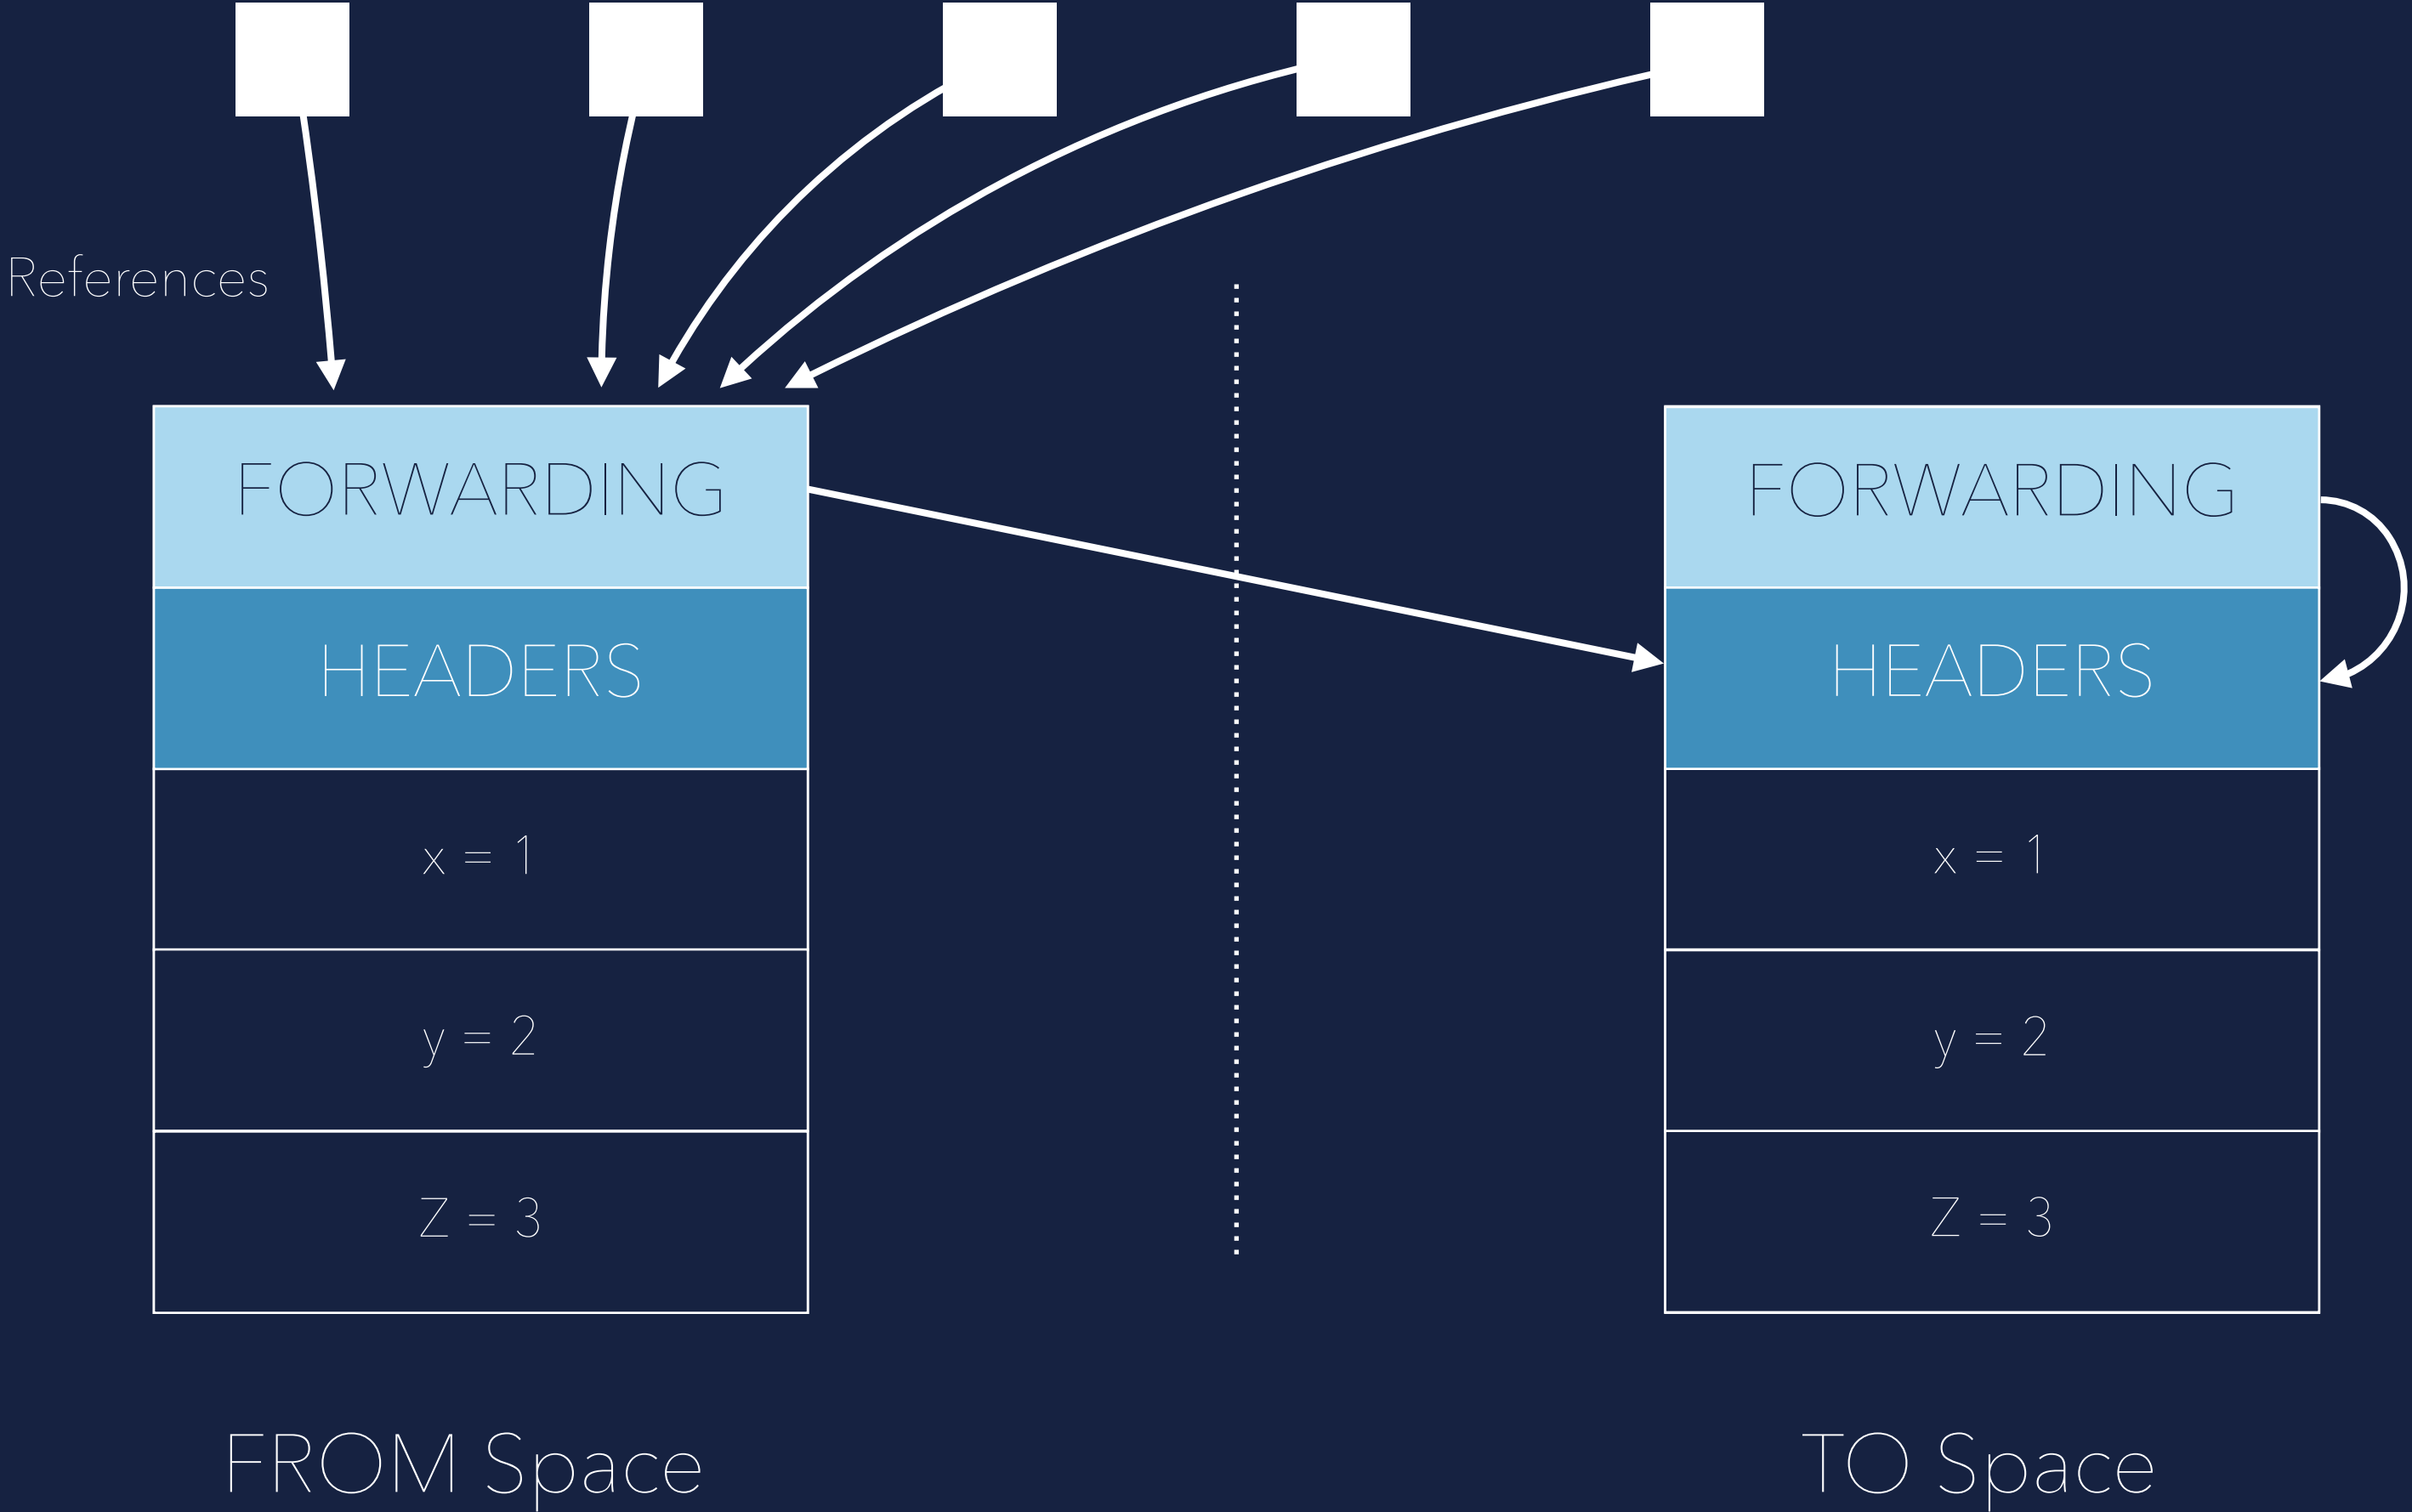 References
FORWARDING
HEADERS
x = 1
y = 2
Z = 3
FROM Space
FORWARDING
HEADERS
x = 1
y = 2
Z = 3
TO Space